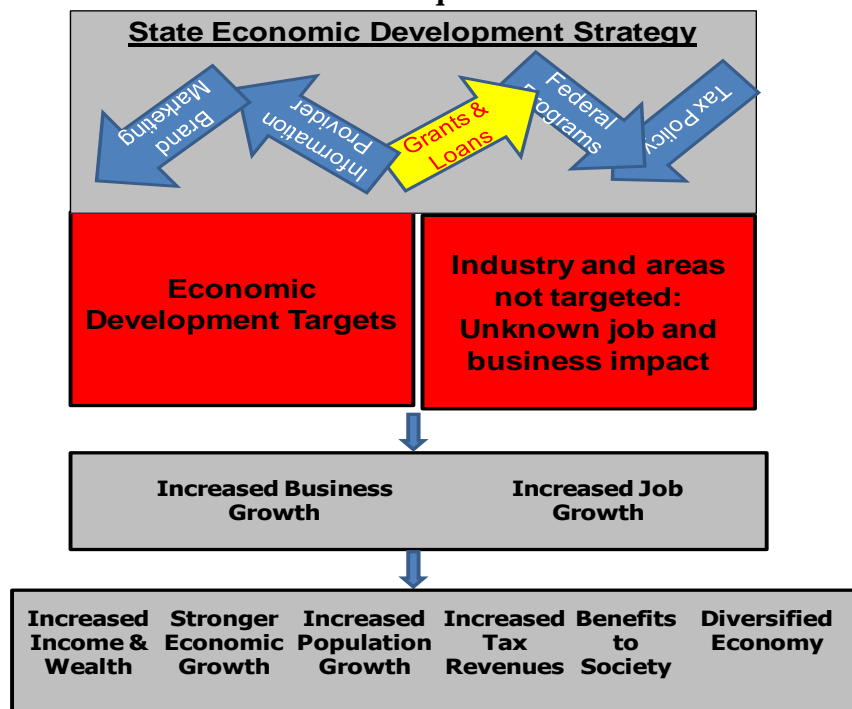 State Economic Development Strategy
Brand
Marketing
Information
Provider
Grants &
Loans
Federal
Programs
Tax Policy
Economic
Development Targets
Industry and areas
not targeted:
Unknown job and
business impact
Increased Business
Growth
Increased Job
Growth
Increased
Income &
Wealth
Stronger
Economic
Growth
Increased
Population
Growth
Increased
Tax
Revenues
Benefits
to
Society
Diversified
Economy